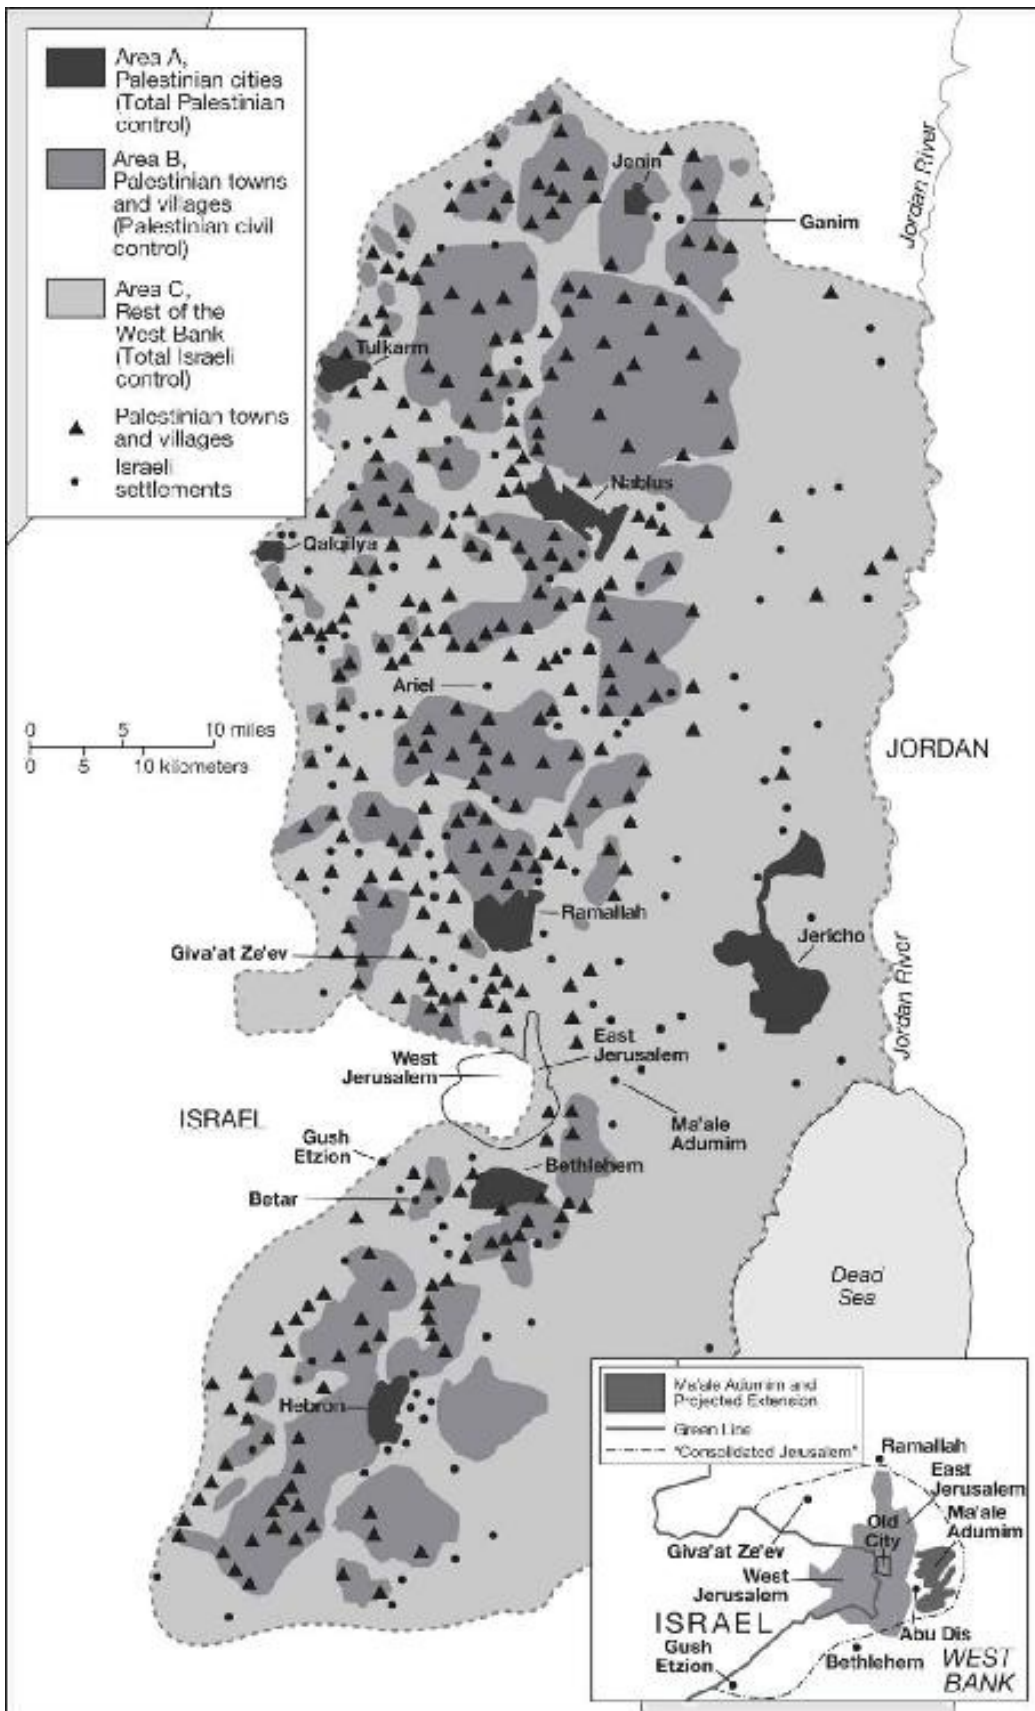 Area A,
Palestinian cities
(Total Palestinian
control)
Area B,
Palestinian towns
and villages
(Palestinian civil
control)
Area C,
Rest of the
West Bank
(Total Israeli
control)
Palestinian towns
and villages
Israeli
settlements
Jordan River
Jenin
Ganim
Tulkarm
Nablus
Qalqilya
Ariel
0 5 10 miles
0 5 10 kilometers
JORDAN
Ramallah
Jericho
Giva'at Ze'ev
Jordan River
East
Jerusalem
West
Jerusalem
ISRAEL
Ma'ale
Adumim
Gush
Etzion
Bethlehem
Betar
Dead
Sea
Hebron
Ma'ale Adumim and
Projected Extension
Green Line
"Consolidated Jerusalem"
Ramallah
East
Jerusalem
Ma'ale
Adumim
Old
City
Giva'at Ze'ev
West
Jerusalem
ISRAEL
Abu Dis
Gush
Etzion
Bethlehem
WEST
BANK